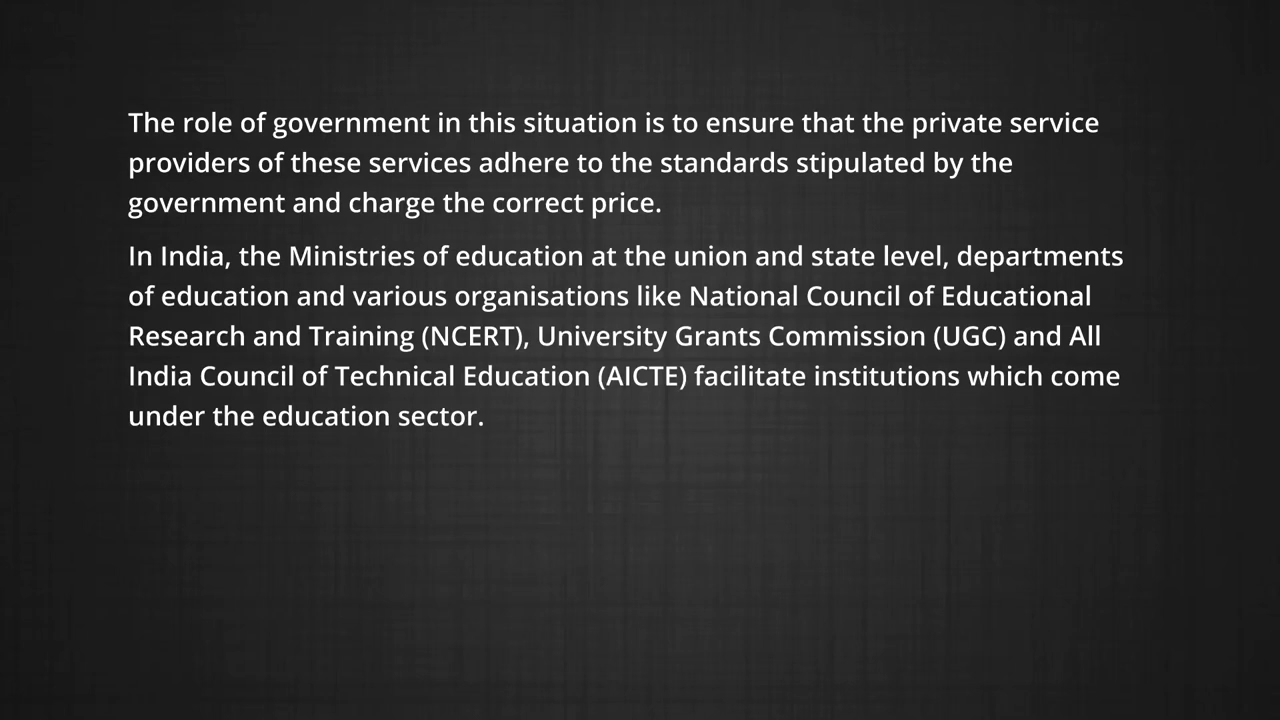 The role of government in this situation is to ensure that the private service
providers of these services adhere to the standards stipulated by the
government and charge the correct price.
In India, the Ministries of education at the union and state level, departments
of education and various organisations like National Council of Educational
Research and Training (NCERT), University Grants Commission (UGC) and All
India Council of Technical Education (AICTE) facilitate institutions which come
under the education sector.